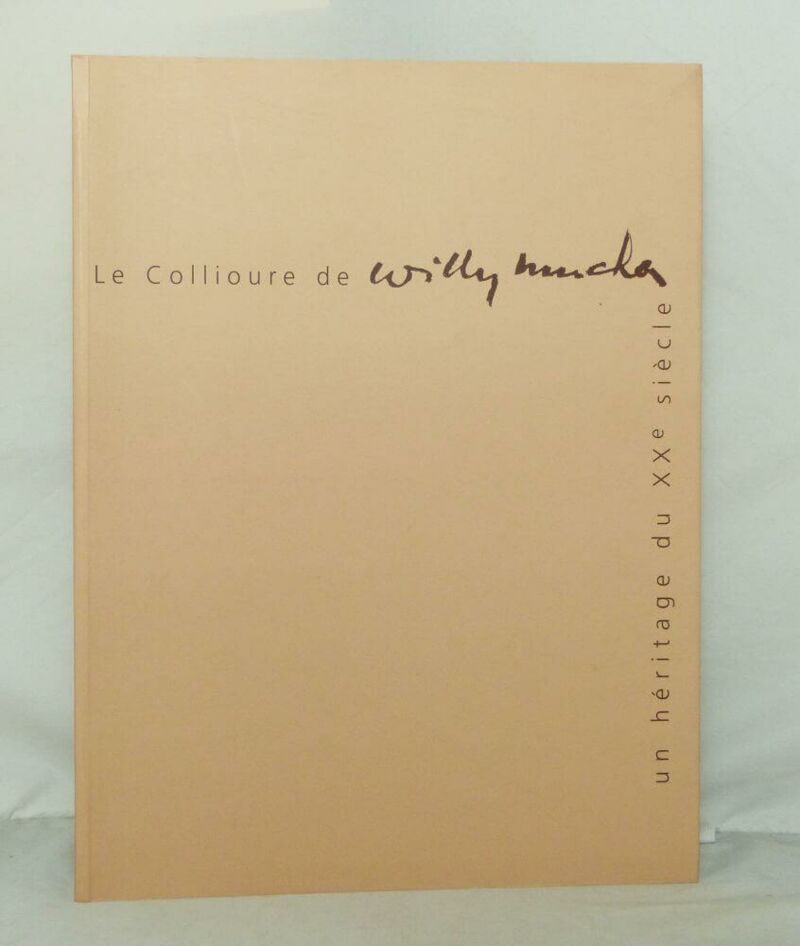 Le Collioure de willy mucha
un héritage du XXe siècle